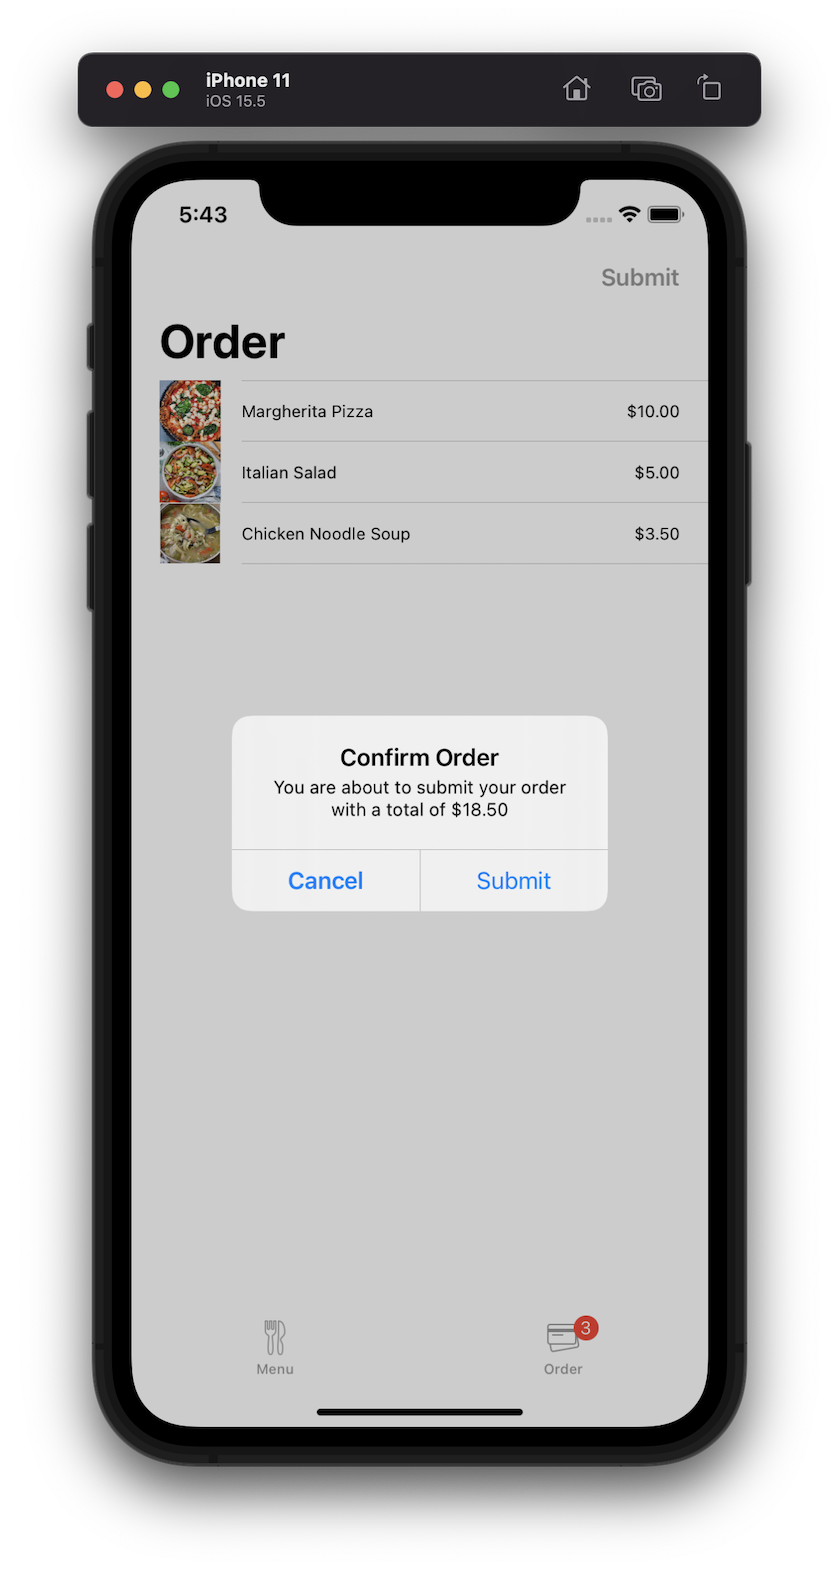 iPhone 11
iOS 15.5
5:43
Submit
Order
Margherita Pizza $10.00
Italian Salad $5.00
Chicken Noodle Soup $3.50
Confirm Order
You are about to submit your order
with a total of $18.50
Cancel Submit
3
Menu Order